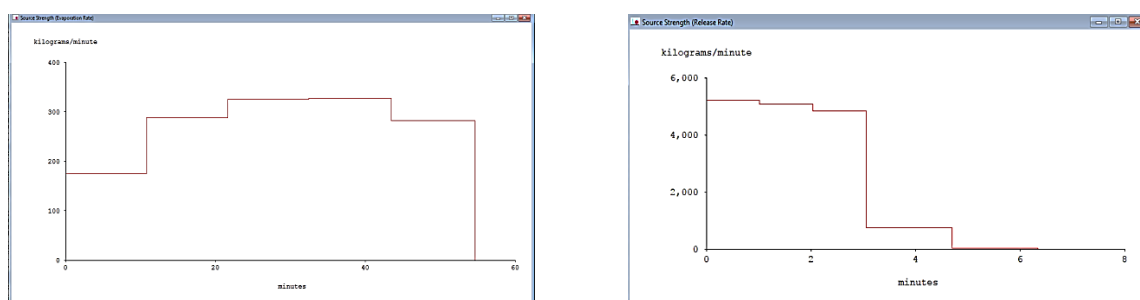 Source Strength (Evaporation Rate)
kilograms/minute
400
300
200
100
0
0 20 40 60
minutes
Source Strength (Release Rate)
kilograms/minute
6,000
4,000
2,000
0
0 2 4 6 8
minutes